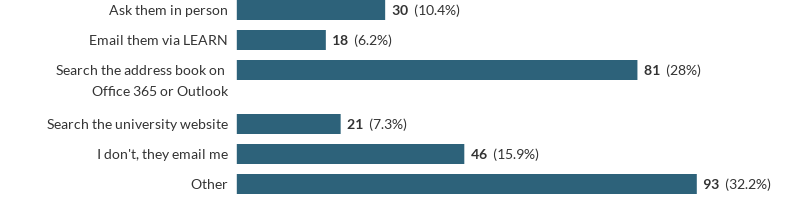 Ask them in person 30 (10.4%)
Email them via LEARN 18 (6.2%)
Search the address book on 81 (28%)
Office 365 or Outlook
Search the university website 21 (7.3%)
I don't, they email me 46 (15.9%)
Other 93 (32.2%)